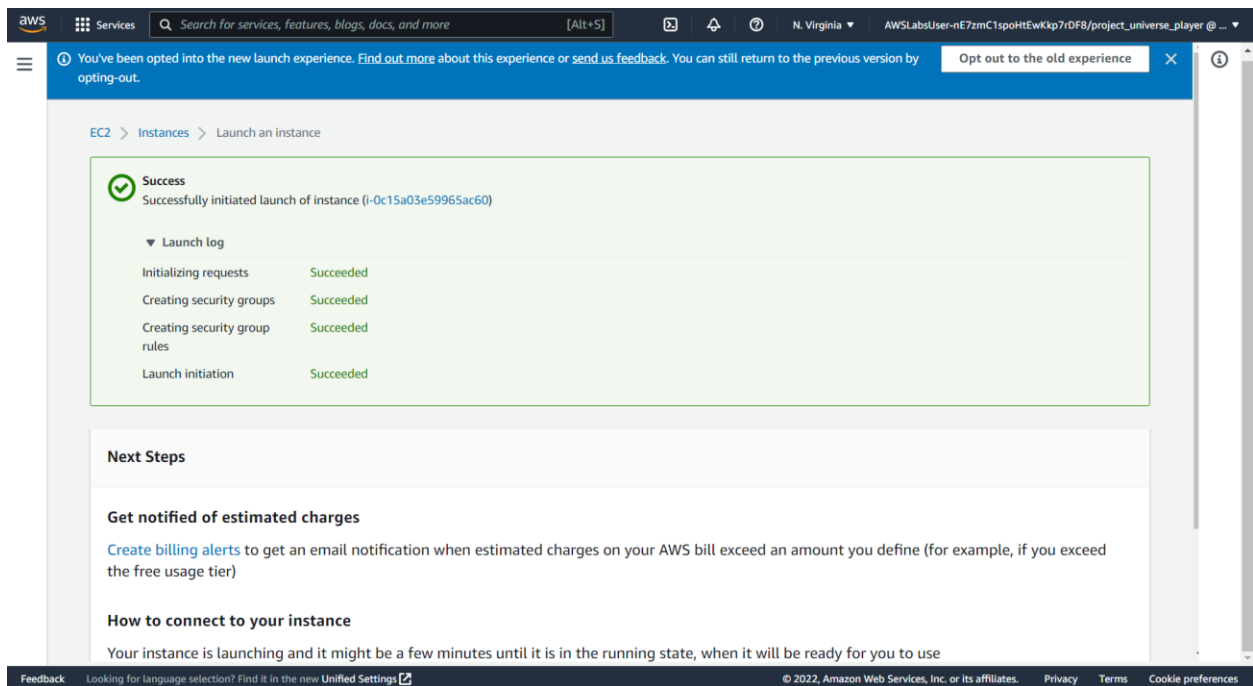 aws
Services
Search for services, features, blogs, docs, and more
[Alt+S]
N. Virginia ▼
AWSLabsUser-nE7zmC1spoHtEwKkp7rDF8/project_universe_player @ ... ▼
You've been opted into the new launch experience. Find out more about this experience or send us feedback. You can still return to the previous version by
opting-out.
Opt out to the old experience
EC2 > Instances > Launch an instance
Success
Successfully initiated launch of instance (i-0c15a03e59965ac60)
▼ Launch log
Initializing requests Succeeded
Creating security groups Succeeded
Creating security group Succeeded
rules
Launch initiation Succeeded
Next Steps
Get notified of estimated charges
Create billing alerts to get an email notification when estimated charges on your AWS bill exceed an amount you define (for example, if you exceed
the free usage tier)
How to connect to your instance
Your instance is launching and it might be a few minutes until it is in the running state, when it will be ready for you to use
Feedback
Looking for language selection? Find it in the new Unified Settings
© 2022, Amazon Web Services, Inc. or its affiliates.
Privacy
Terms
Cookie preferences